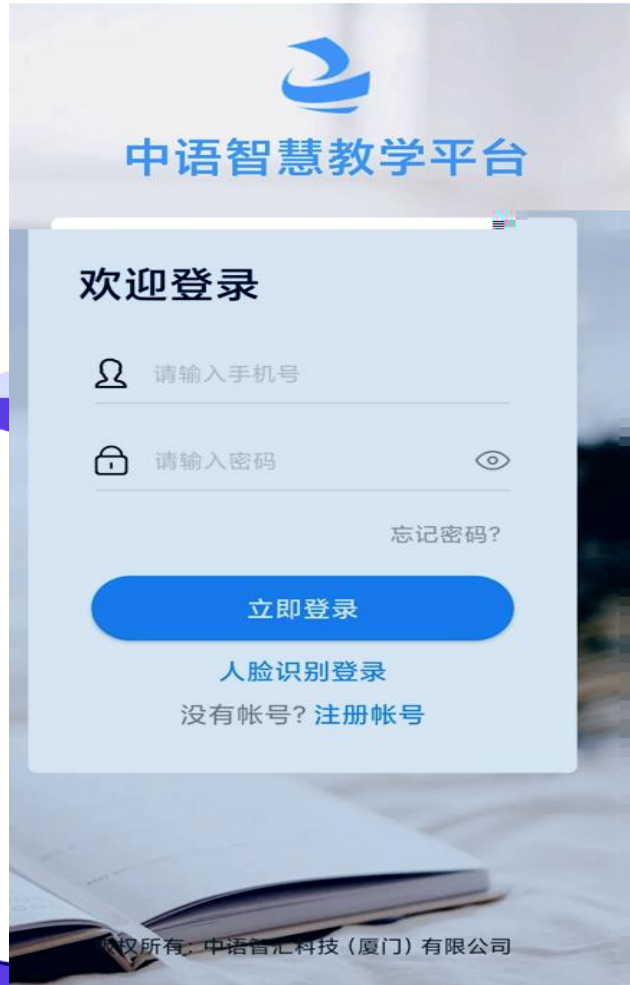 中语智慧教学平台
欢迎登录
请输入手机号
请输入密码
忘记密码?
立即登录
人脸识别登录
没有帐号? 注册帐号
权所有: 中语智汇科技 (厦门) 有限公司